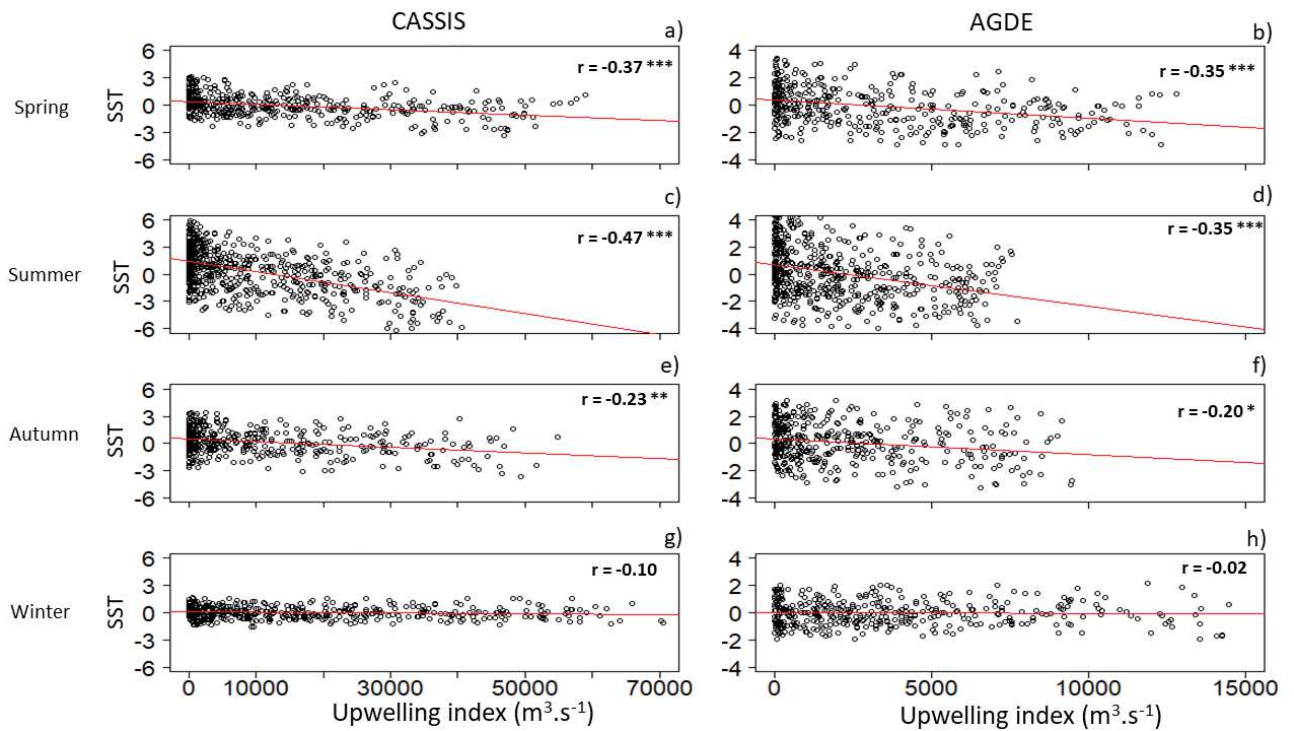 CASSIS
AGDE
a)
b)
Spring
SST
6
3
0
-3
-6
r = -0.37 ***
4
2
0
-2
-4
r = -0.35 ***
c)
d)
Summer
SST
6
3
0
-3
-6
r = -0.47 ***
4
2
0
-2
-4
r = -0.35 ***
e)
f)
Autumn
SST
6
3
0
-3
-6
r = -0.23 **
4
2
0
-2
-4
r = -0.20 *
g)
h)
Winter
SST
6
3
0
-3
-6
r = -0.10
4
2
0
-2
-4
r = -0.02
0 10000 30000 50000 70000
0 5000 10000 15000
Upwelling index (m³.s⁻¹)
Upwelling index (m³.s⁻¹)